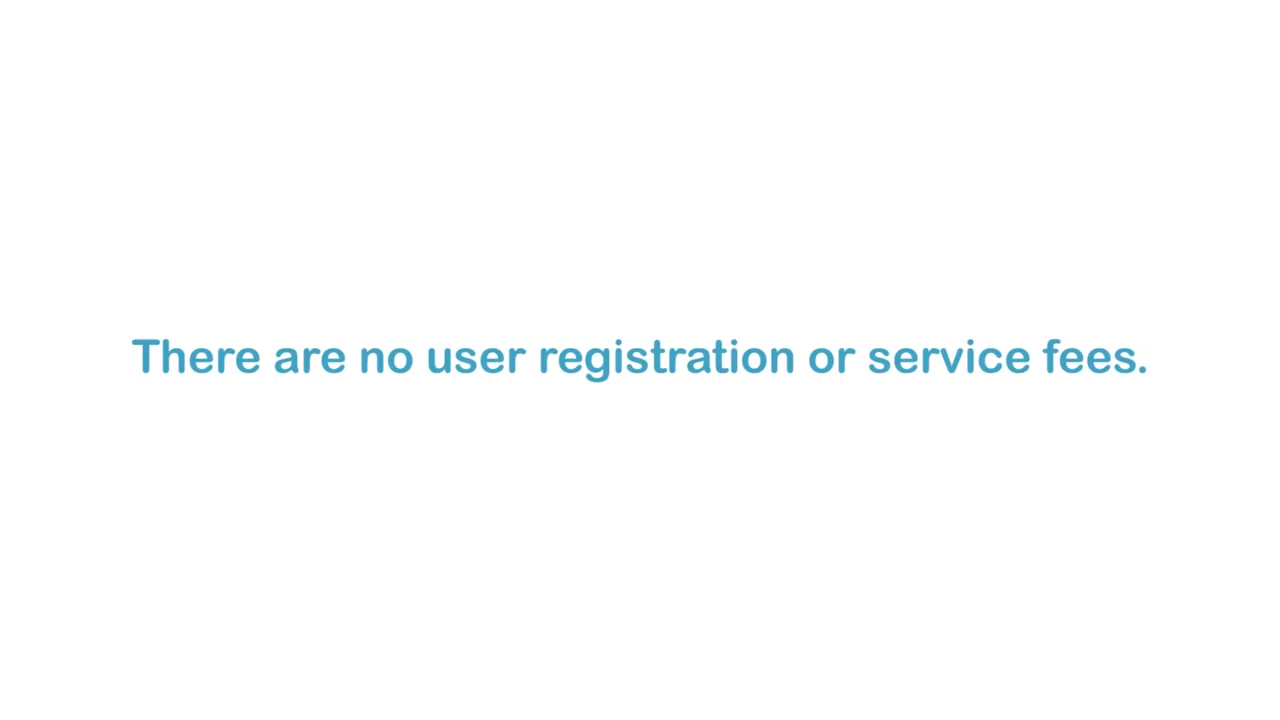 There are no user registration or service fees.